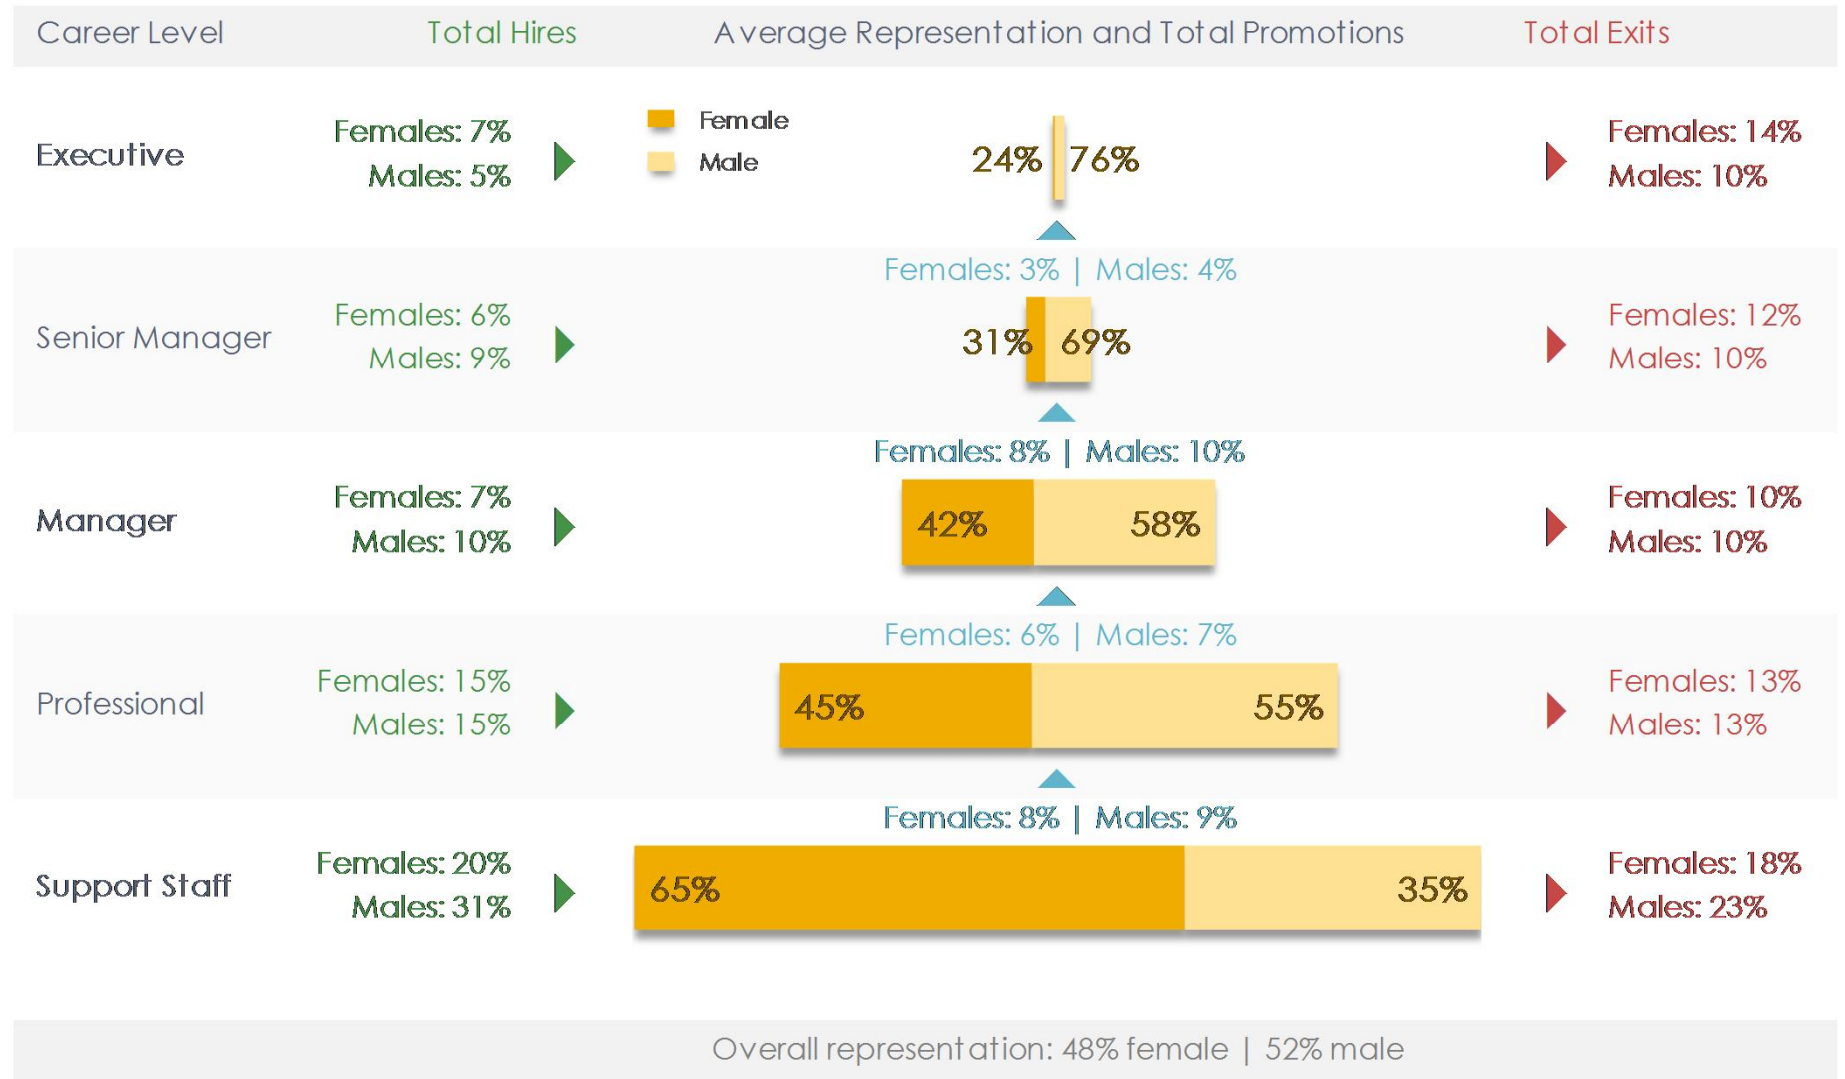 Career Level Total Hires Average Representation and Total Promotions Total Exits
Female
Male
Executive
Females: 7%
Males: 5%
24% 76%
Females: 14%
Males: 10%
Females: 3% | Males: 4%
Senior Manager
Females: 6%
Males: 9%
31% 69%
Females: 12%
Males: 10%
Females: 8% | Males: 10%
Manager
Females: 7%
Males: 10%
42% 58%
Females: 10%
Males: 10%
Females: 6% | Males: 7%
Professional
Females: 15%
Males: 15%
45% 55%
Females: 13%
Males: 13%
Females: 8% | Males: 9%
Support Staff
Females: 20%
Males: 31%
65% 35%
Females: 18%
Males: 23%
Overall representation: 48% female | 52% male